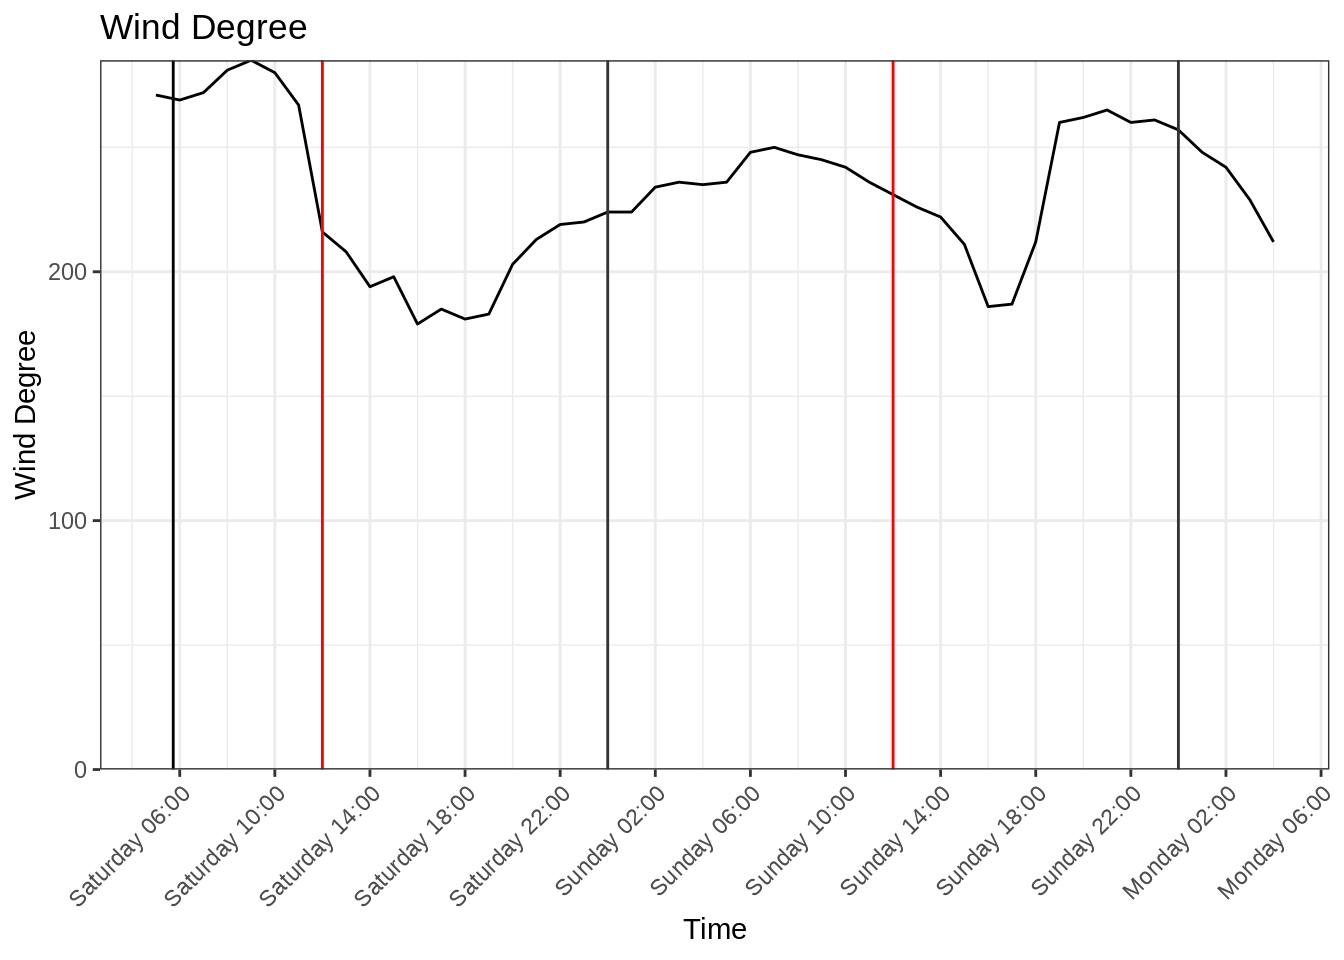 Wind Degree
Wind Degree
200
100
0
Saturday 06:00
Saturday 10:00
Saturday 14:00
Saturday 18:00
Saturday 22:00
Sunday 02:00
Sunday 06:00
Sunday 10:00
Sunday 14:00
Sunday 18:00
Sunday 22:00
Monday 02:00
Monday 06:00
Time